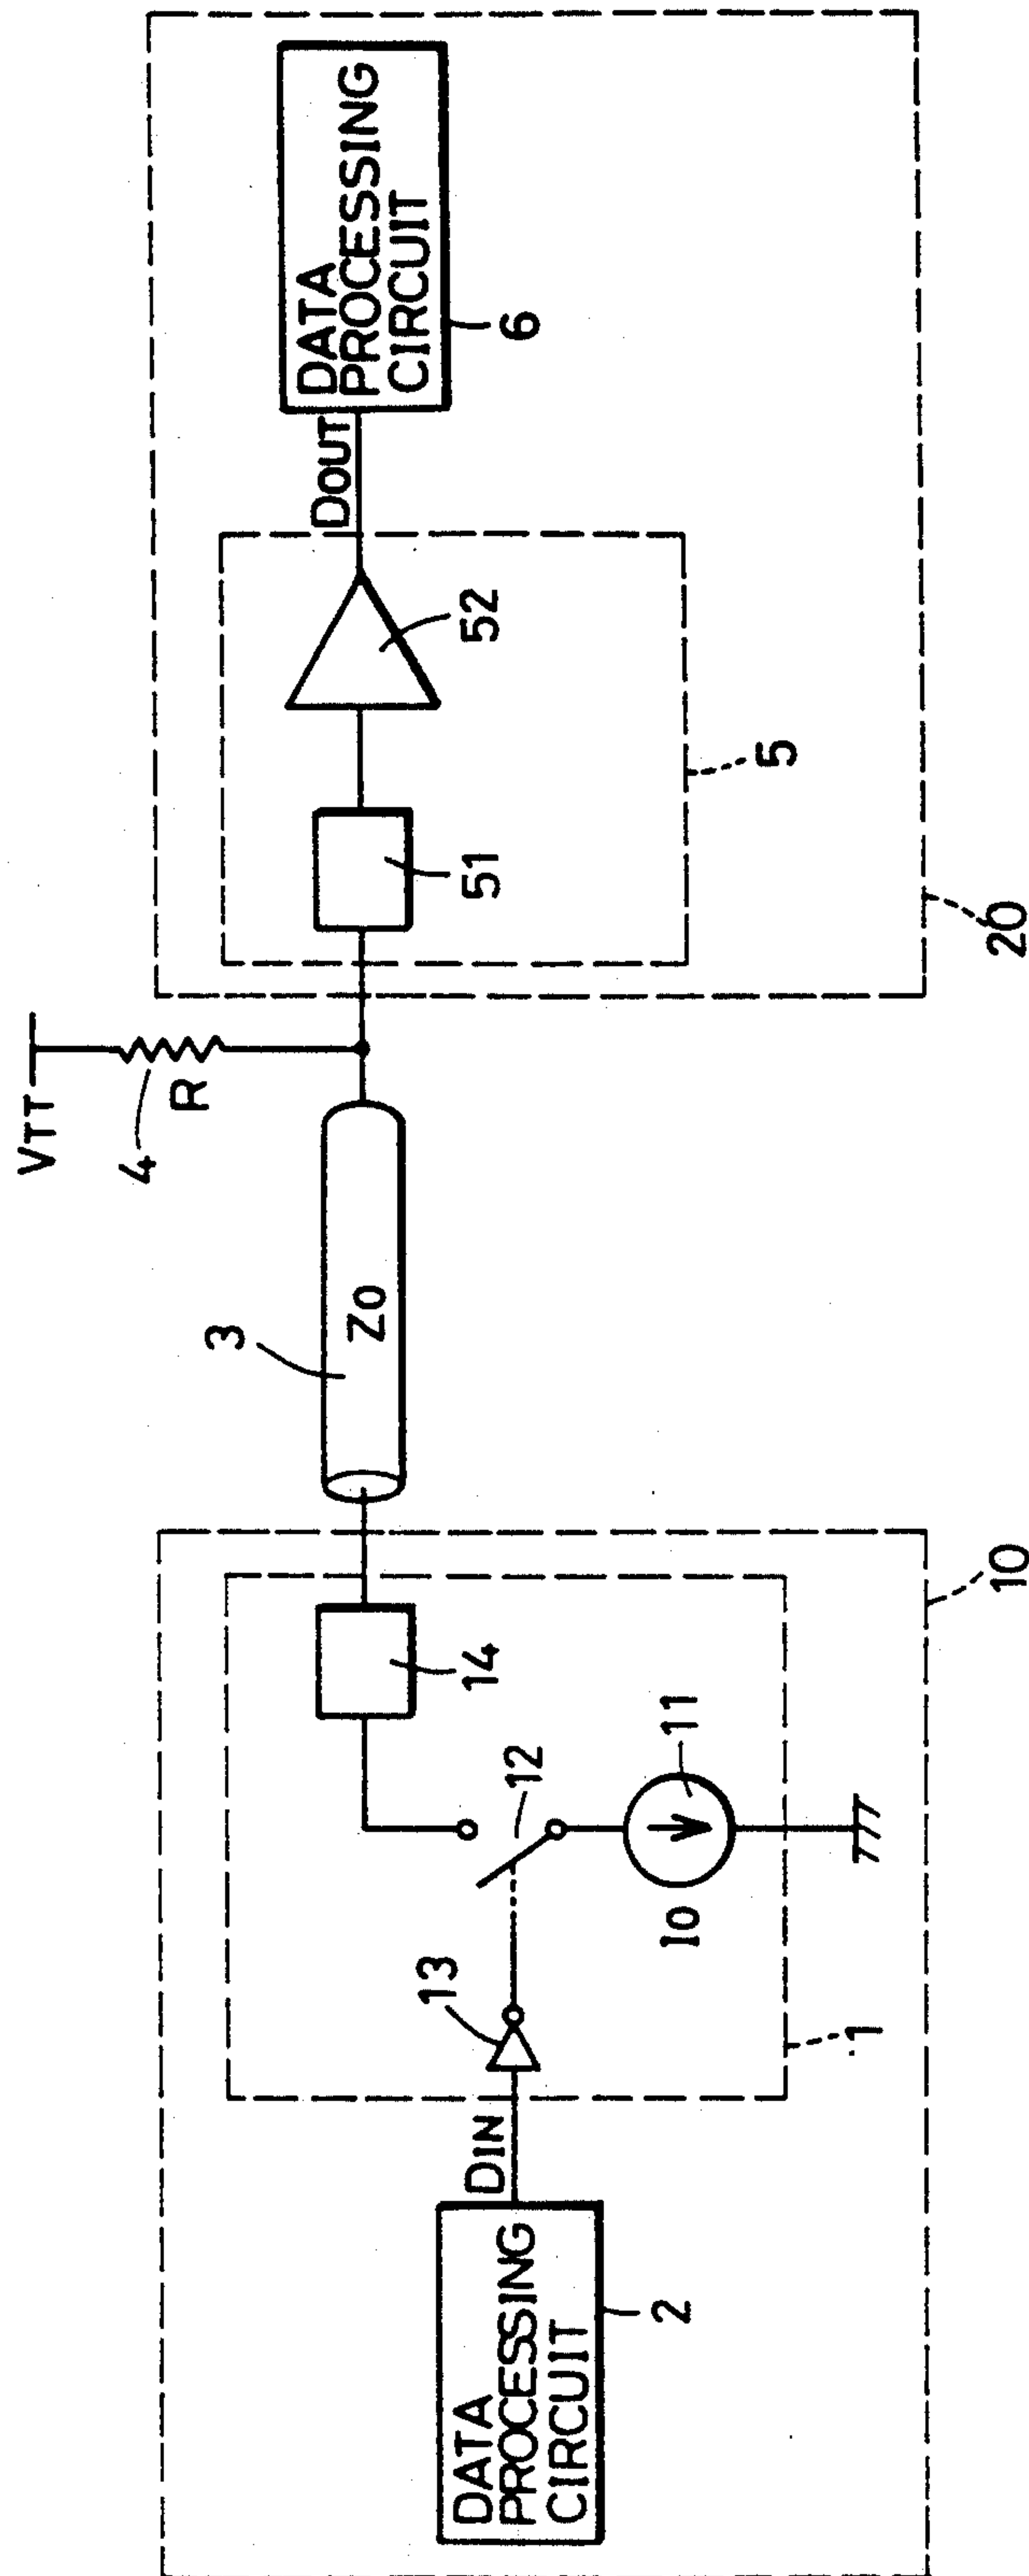 DATA
PROCESSING
CIRCUIT
2
DIN
13
12
I0
11
14
1
10
3
Z0
VTT
4
R
51
52
5
DOUT
DATA
PROCESSING
CIRCUIT
6
20